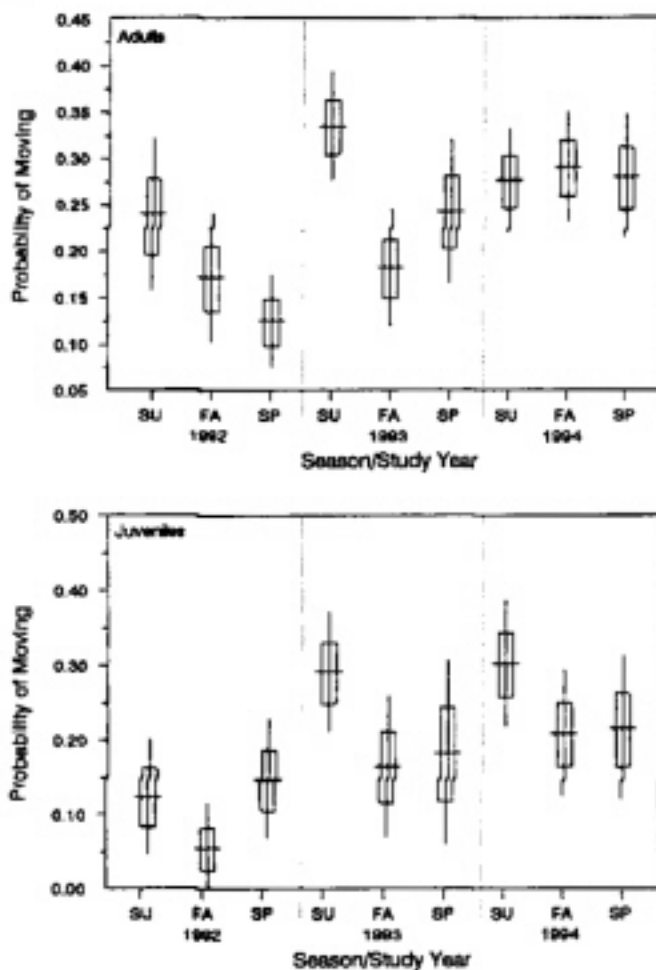 Adults
Probability of Moving
0.45
0.40
0.35
0.30
0.25
0.20
0.15
0.10
0.05
SU FA SP SU FA SP SU FA SP
1992 1993 1994
Season/Study Year
Juveniles
Probability of Moving
0.50
0.40
0.30
0.20
0.10
0.00
SU FA SP SU FA SP SU FA SP
1992 1993 1994
Season/Study Year